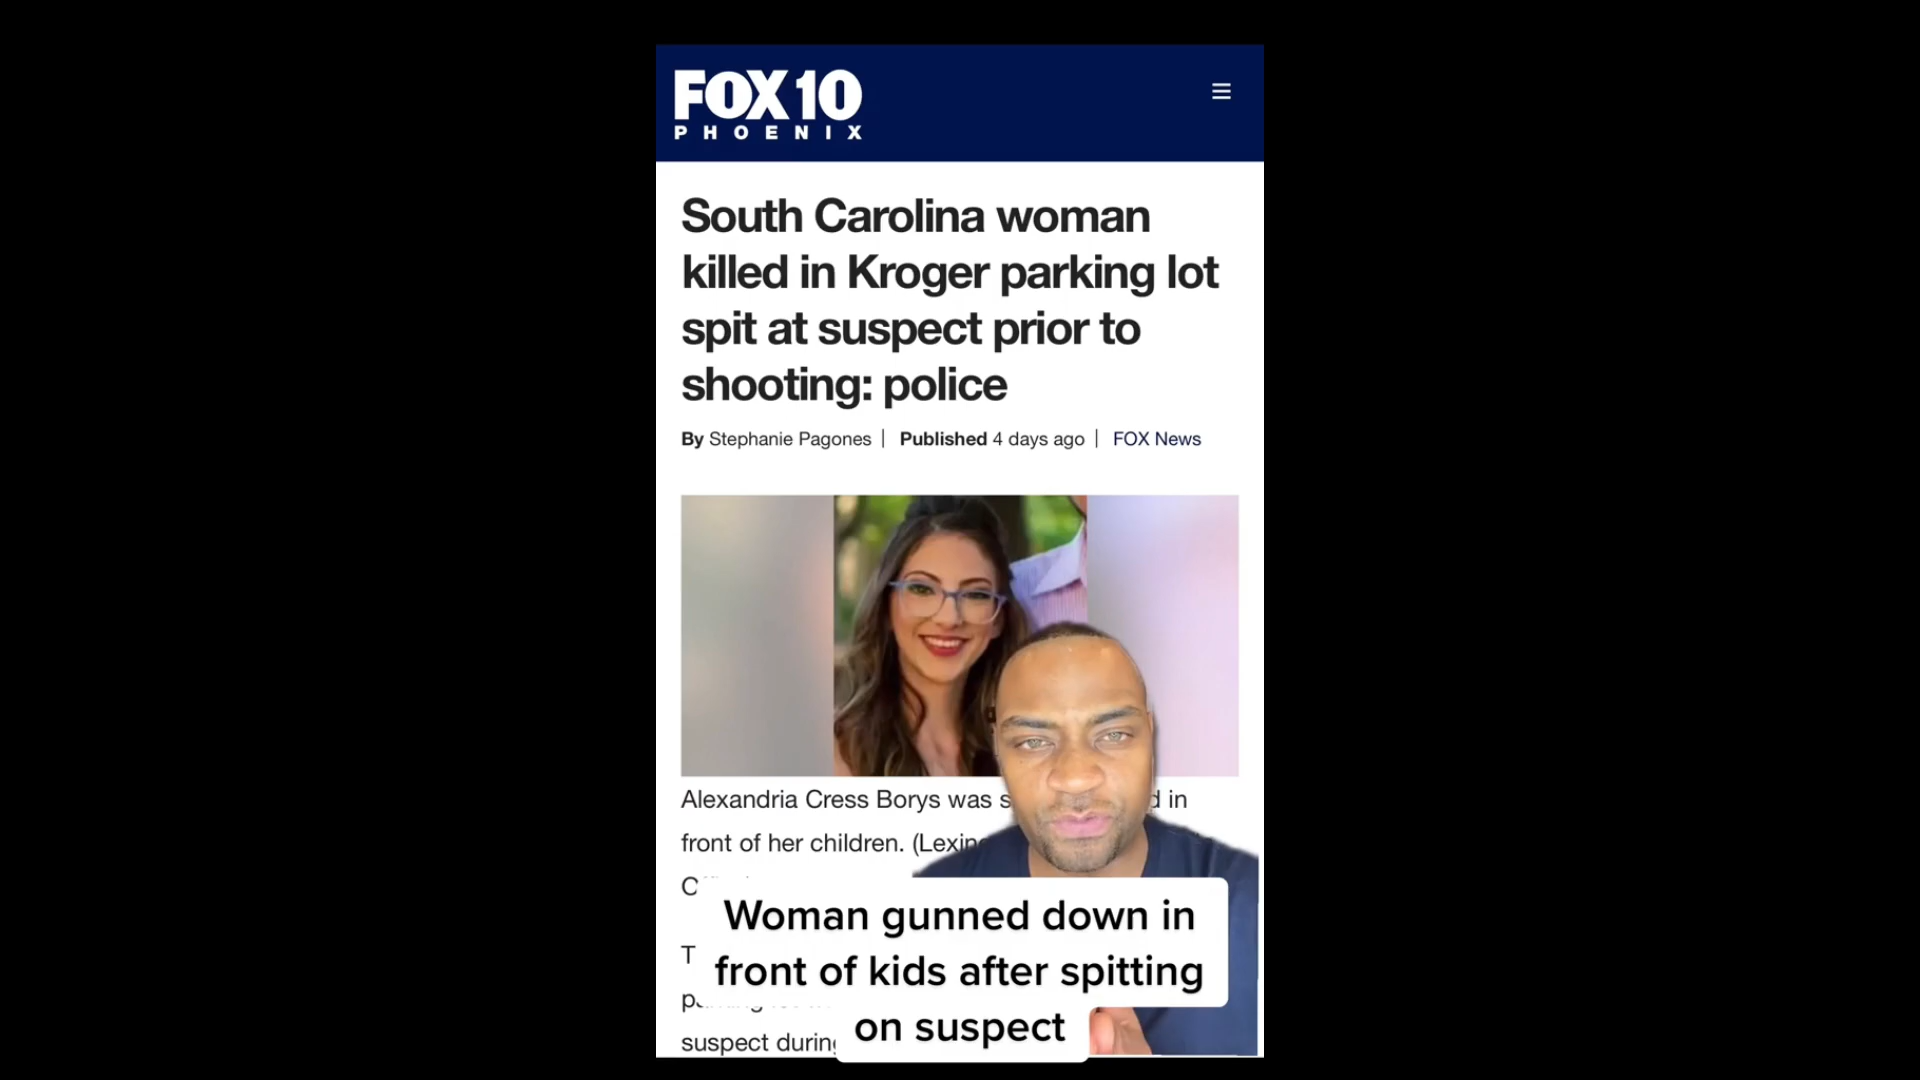 FOX 10
PHOENIX
South Carolina woman
killed in Kroger parking lot
spit at suspect prior to
shooting: police
By Stephanie Pagones | Published 4 days ago | FOX News
Alexandria Cress Borys was in
front of her children.
suspect
Woman gunned down in
front of kids after spitting
on suspect